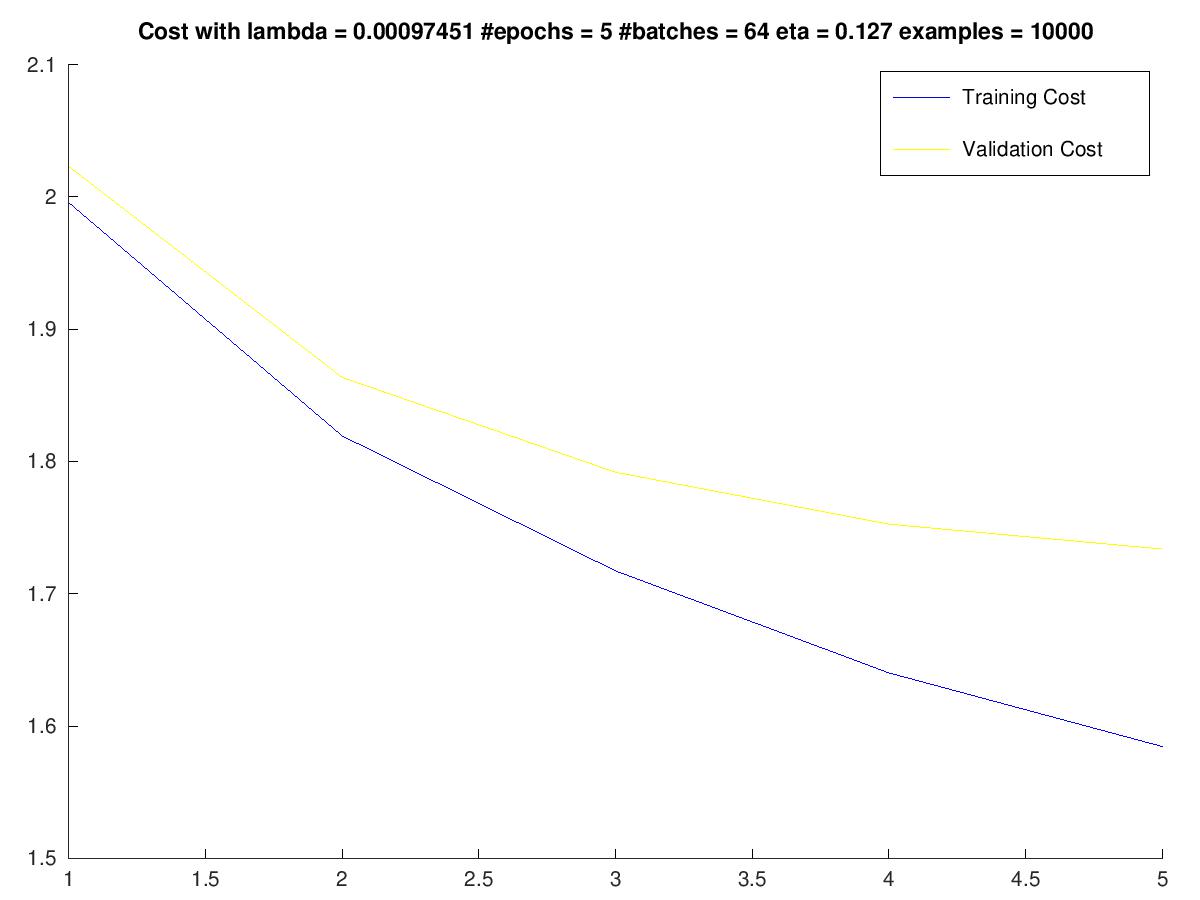 Cost with lambda = 0.00097451 #epochs = 5 #batches = 64 eta = 0.127 examples = 10000
Training Cost
Validation Cost
2.1
2
1.9
1.8
1.7
1.6
1.5
1 1.5 2 2.5 3 3.5 4 4.5 5